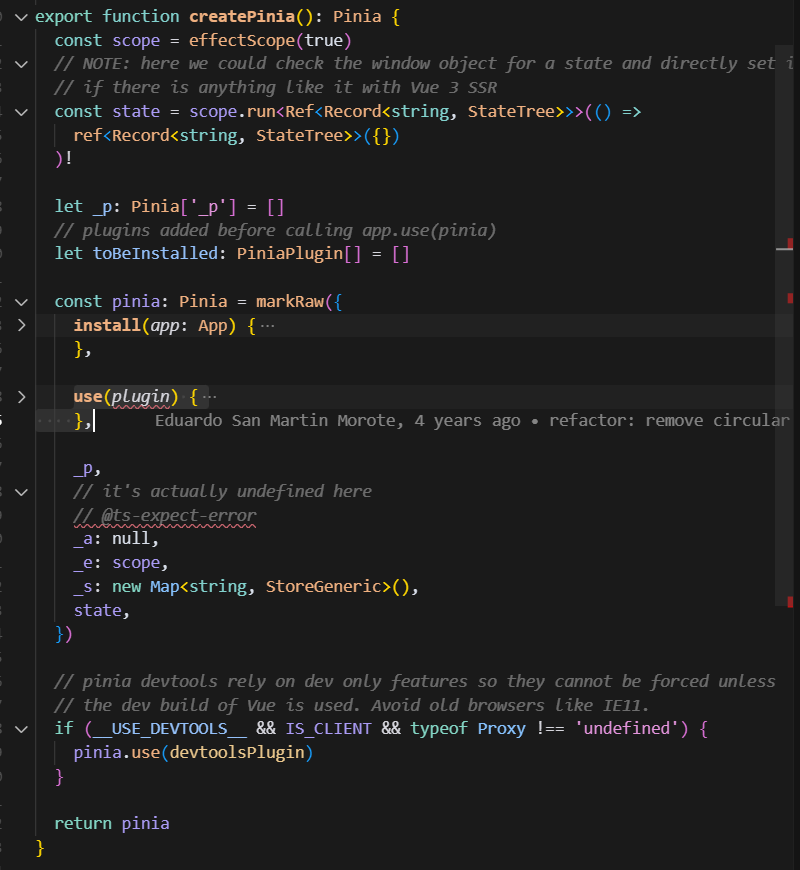 export function createPinia(): Pinia {
  const scope = effectScope(true)
  // NOTE: here we could check the window object for a state and directly set i
  // if there is anything like it with Vue 3 SSR
  const state = scope.run<Ref<Record<string, StateTree>>>(() =>
    ref<Record<string, StateTree>>({})
  )!

  let _p: Pinia['_p'] = []
  // plugins added before calling app.use(pinia)
  let toBeInstalled: PiniaPlugin[] = []

  const pinia: Pinia = markRaw({
    install(app: App) { ···
    },

    use(plugin) { ···
    }, Eduardo San Martin Morote, 4 years ago • refactor: remove circular

    _p,
    // it's actually undefined here
    // @ts-expect-error
    _a: null,
    _e: scope,
    _s: new Map<string, StoreGeneric>(),
    state,
  })

  // pinia devtools rely on dev only features so they cannot be forced unless
  // the dev build of Vue is used. Avoid old browsers like IE11.
  if (__USE_DEVTOOLS__ && IS_CLIENT && typeof Proxy !== 'undefined') {
    pinia.use(devtoolsPlugin)
  }

  return pinia
}